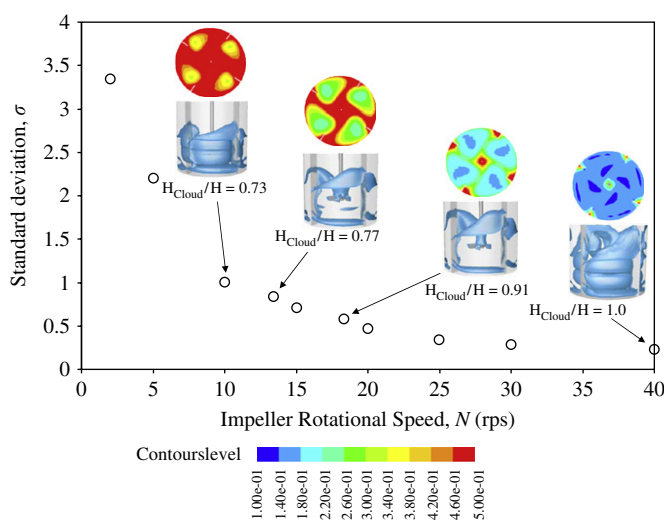 Standard deviation, σ
4
3.5
3
2.5
2
1.5
1
0.5
0
H_Cloud/H = 0.73
H_Cloud/H = 0.77
H_Cloud/H = 0.91
H_Cloud/H = 1.0
0 5 10 15 20 25 30 35 40
Impeller Rotational Speed, N (rps)
Contourslevel
1.00e-01
1.40e-01
1.80e-01
2.20e-01
2.60e-01
3.00e-01
3.40e-01
3.80e-01
4.20e-01
4.60e-01
5.00e-01